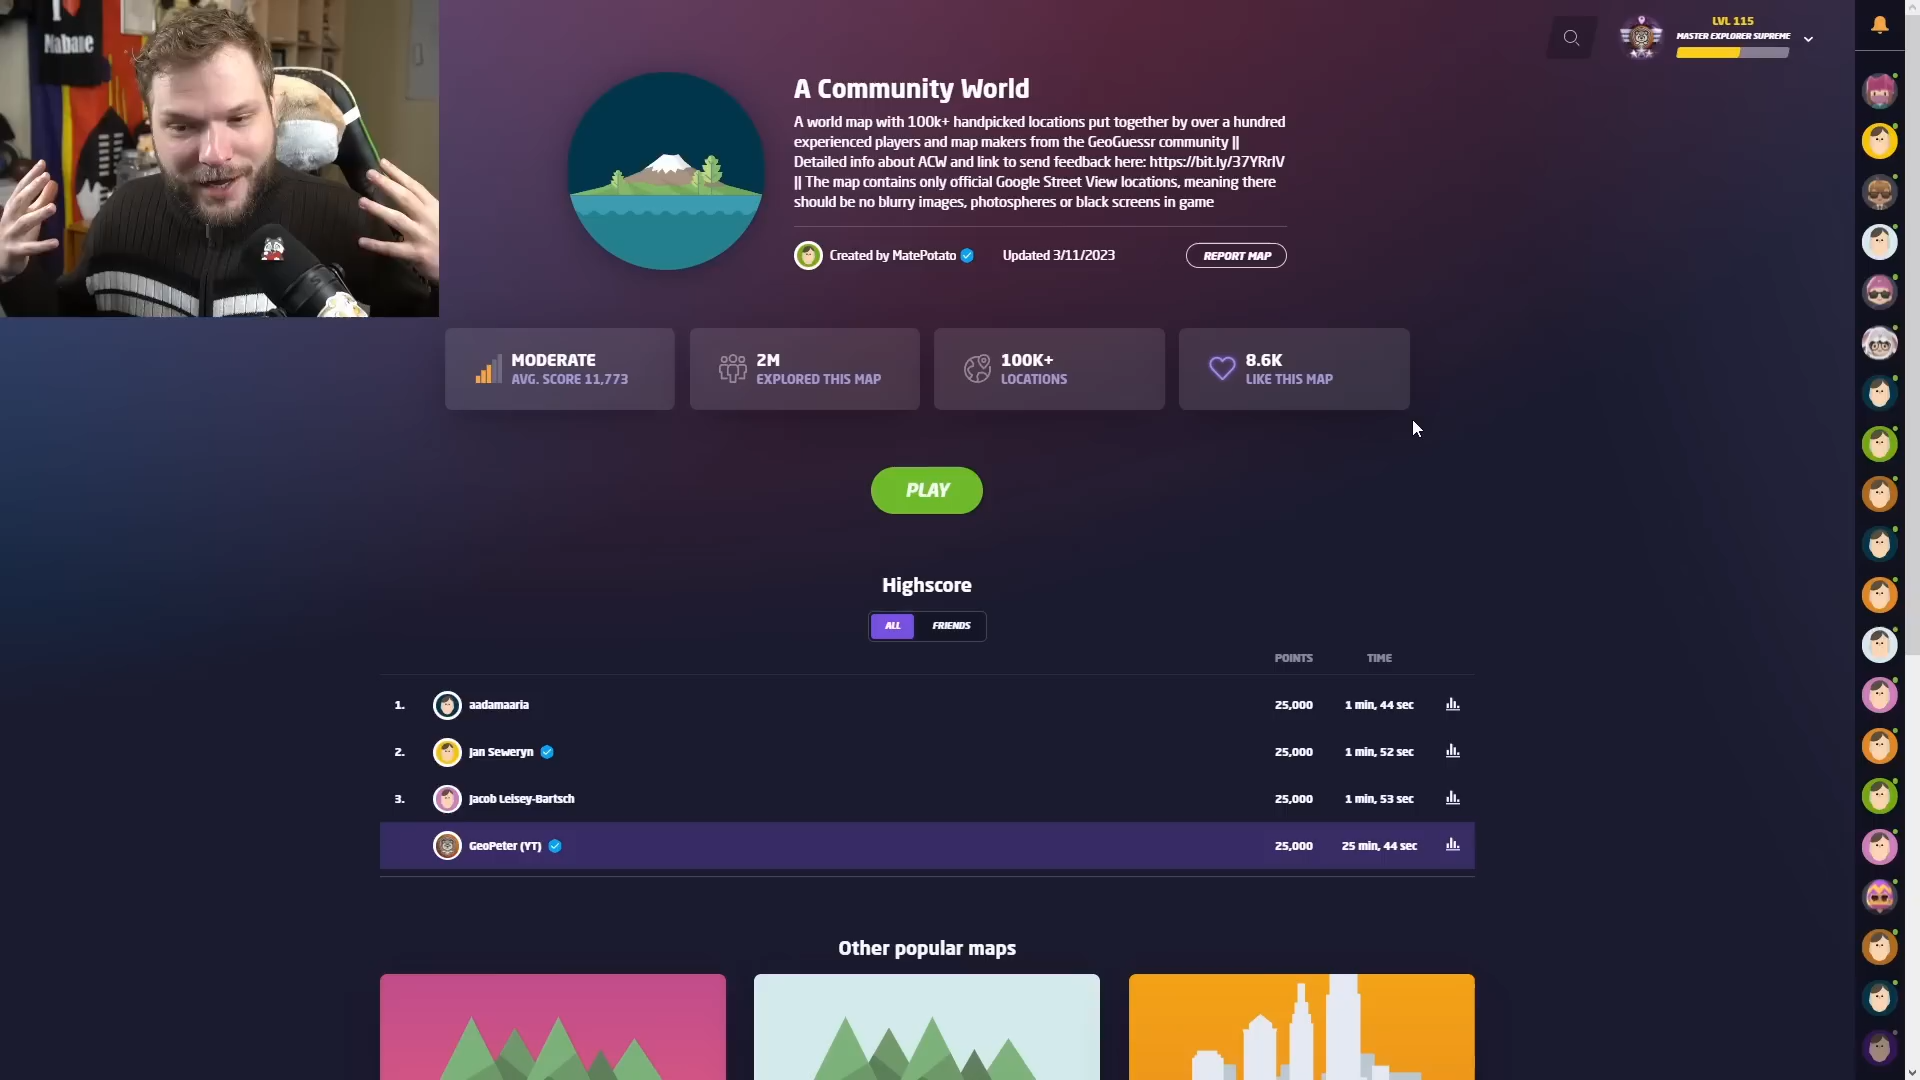 Mabane
LVL 115
MASTER EXPLORER SUPREME
A Community World
A world map with 100k+ handpicked locations put together by over a hundred
experienced players and map makers from the GeoGuessr community ||
Detailed info about ACW and link to send feedback here: https://bit.ly/37YRrIV
|| The map contains only official Google Street View locations, meaning there
should be no blurry images, photospheres or black screens in game
Created by MatePotato
Updated 3/11/2023
REPORT MAP
MODERATE
AVG. SCORE 11,773
2M
EXPLORED THIS MAP
100K+
LOCATIONS
8.6K
LIKE THIS MAP
PLAY
Highscore
ALL
FRIENDS
POINTS
TIME
1. aadamaaria 25,000 1 min, 44 sec
2. Jan Seweryn 25,000 1 min, 52 sec
3. Jacob Leisey-Bartsch 25,000 1 min, 53 sec
GeoPeter (YT) 25,000 25 min, 44 sec
Other popular maps